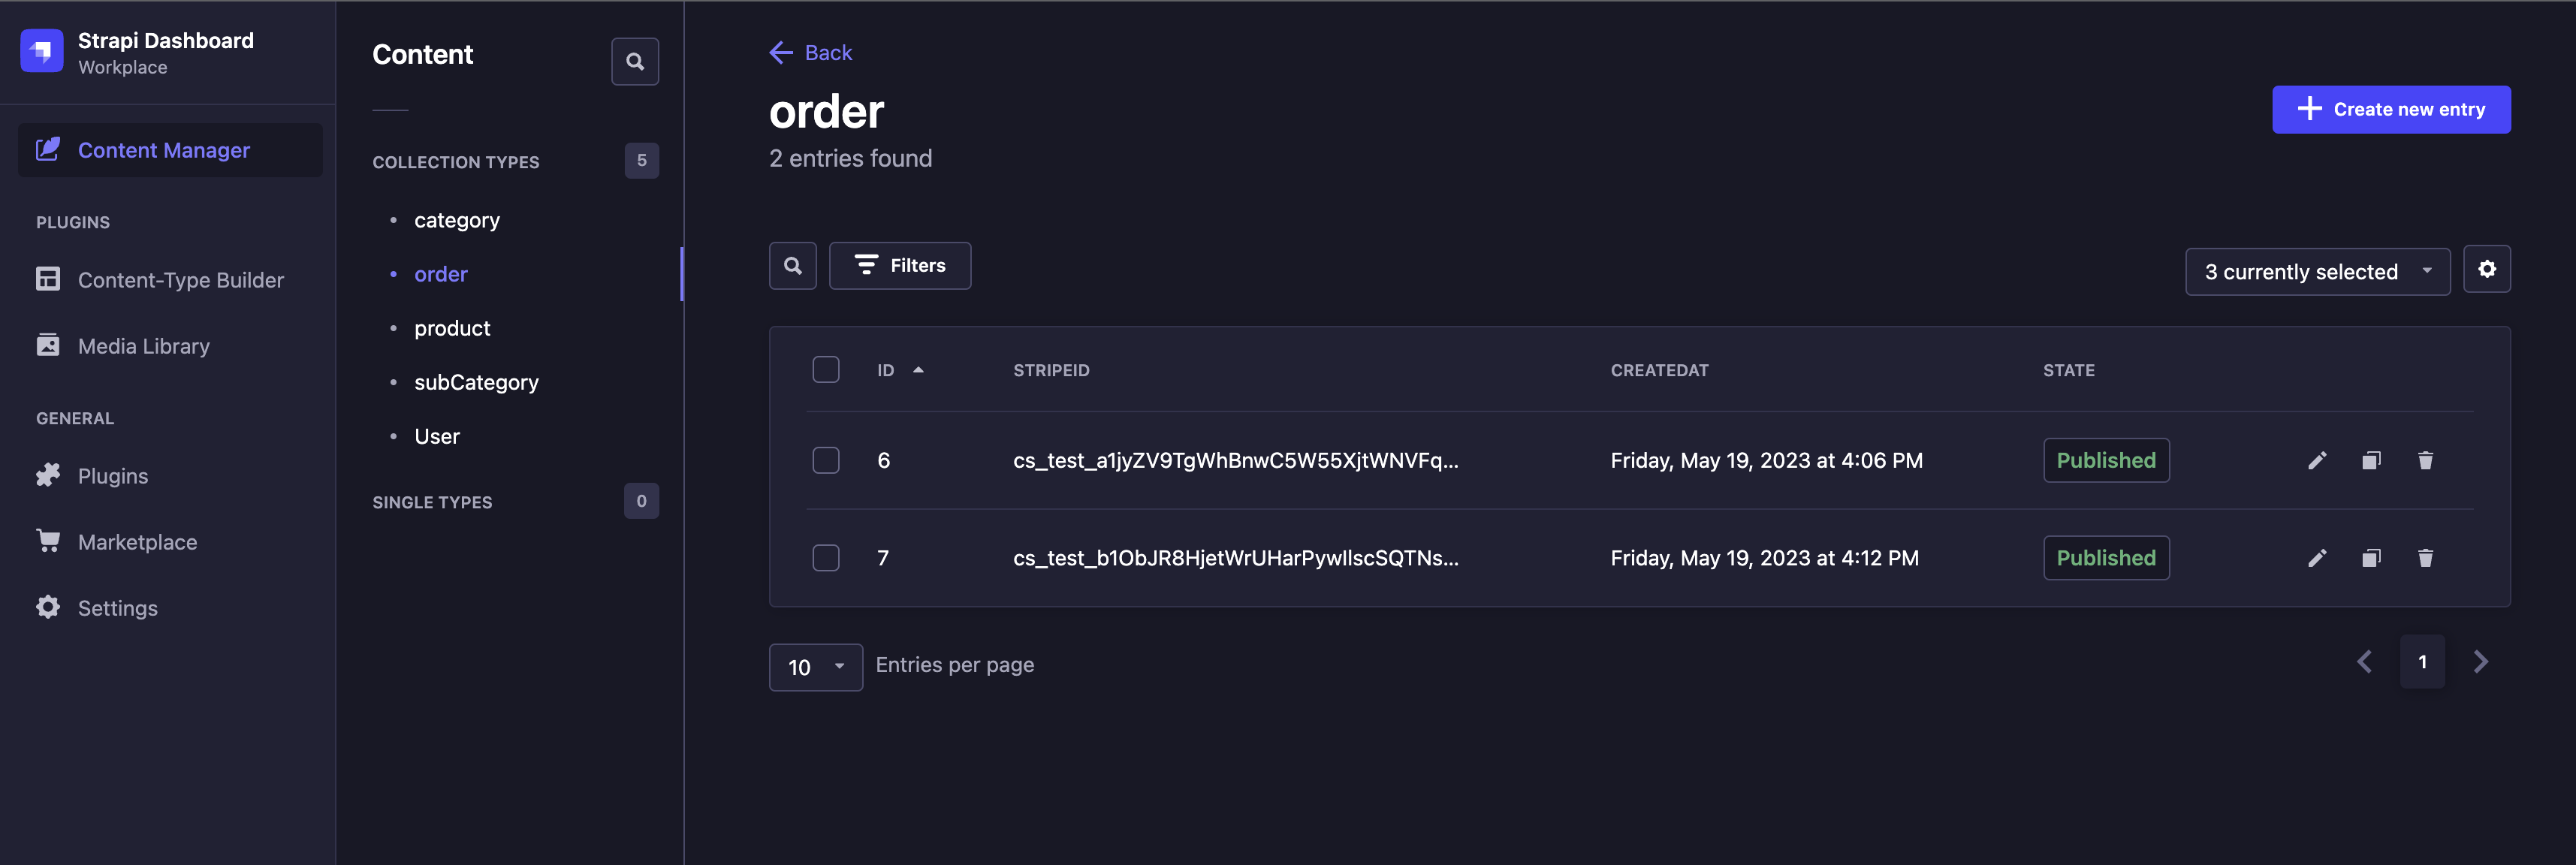 Strapi Dashboard
Workplace
Content Manager
PLUGINS
Content-Type Builder
Media Library
GENERAL
Plugins
Marketplace
Settings
Content
COLLECTION TYPES 5
category
order
product
subCategory
User
SINGLE TYPES 0
Back
order
2 entries found
Create new entry
Filters
3 currently selected
ID STRIPEID CREATEDAT STATE
6 cs_test_a1jyZV9TgWhBnwC5W55XjtWNVFq... Friday, May 19, 2023 at 4:06 PM Published
7 cs_test_b1ObJR8HjetWrUHarPywIlscSQTNs... Friday, May 19, 2023 at 4:12 PM Published
10 Entries per page
1